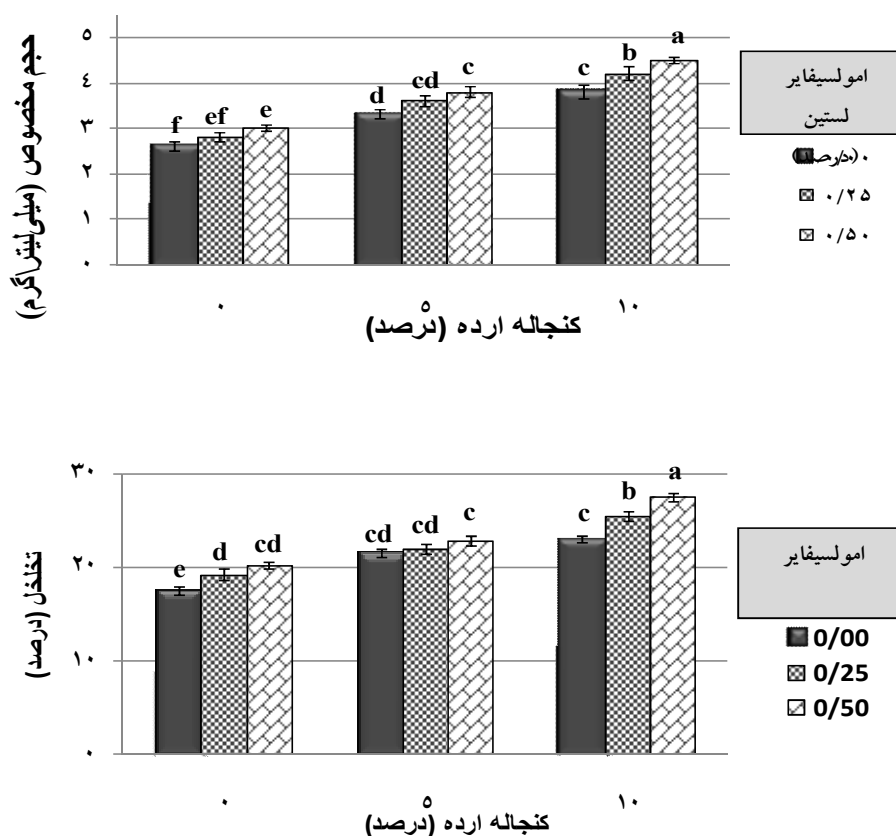 حجم مخصوص (میلی‌لیتر\گرم)
۵
۴
۳
۲
۱
۰
f ef e
d cd c
c b a
۰ ۵ ۱۰
کنجاله ارده (درصد)
امولسیفایر
لستین
۰/۲۵
۰/۵۰
تخلخل (درصد)
۳۰
۲۰
۱۰
۰
e d cd
cd cd c
c b a
۰ ۵ ۱۰
کنجاله ارده (درصد)
امولسیفایر
0/00
0/25
0/50